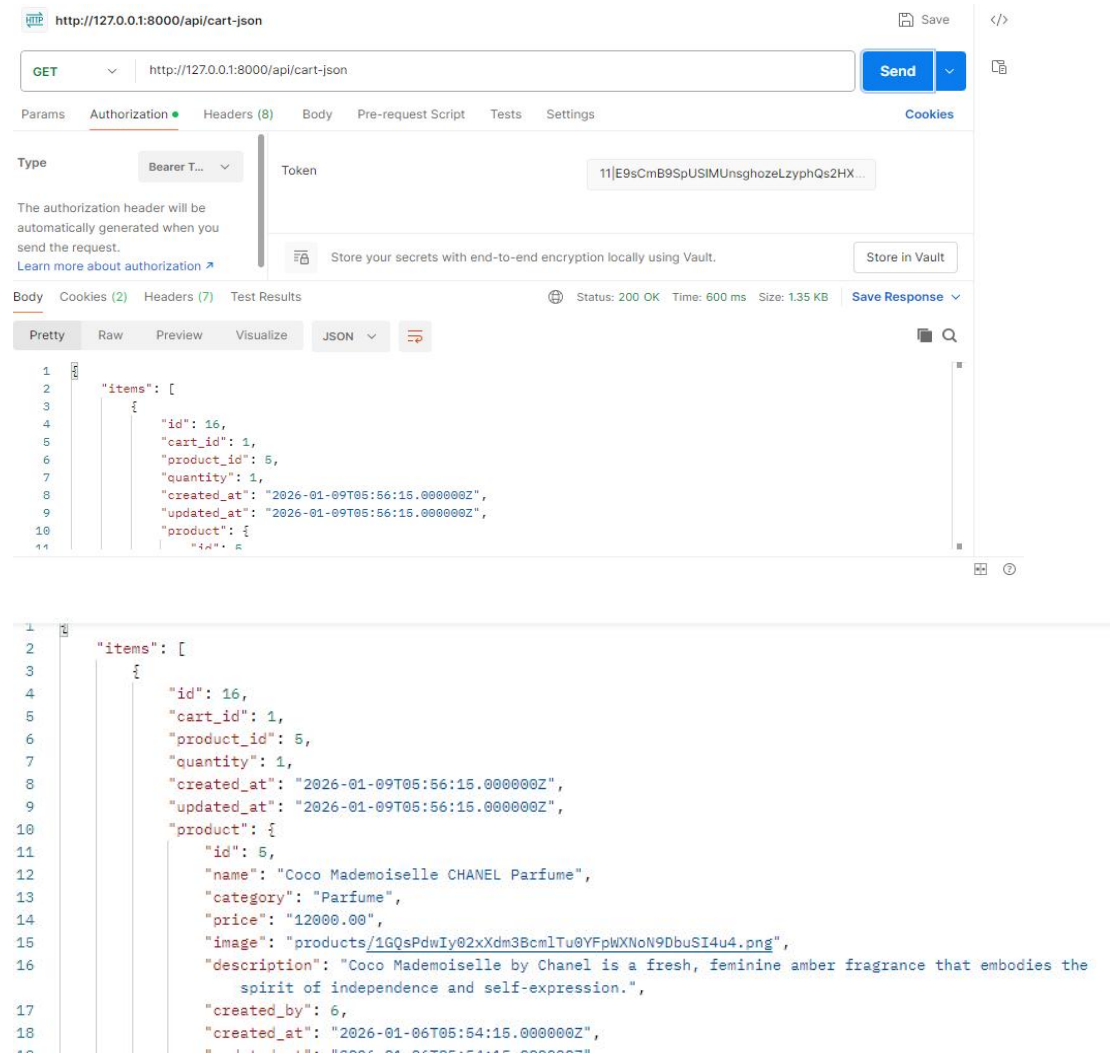 HTTP http://127.0.0.1:8000/api/cart-json Save </>
GET http://127.0.0.1:8000/api/cart-json Send
Params Authorization Headers (8) Body Pre-request Script Tests Settings Cookies
Type Bearer T... Token 11|E9sCmB9SpUSIMUnsghozeLzyphQs2HX...
The authorization header will be
automatically generated when you
send the request.
Learn more about authorization ↗
Store your secrets with end-to-end encryption locally using Vault. Store in Vault
Body Cookies (2) Headers (7) Test Results Status: 200 OK Time: 600 ms Size: 1.35 KB Save Response
Pretty Raw Preview Visualize JSON
1 {
2 "items": [
3 {
4 "id": 16,
5 "cart_id": 1,
6 "product_id": 5,
7 "quantity": 1,
8 "created_at": "2026-01-09T05:56:15.000000Z",
9 "updated_at": "2026-01-09T05:56:15.000000Z",
10 "product": {
11 "id": 5
1 {
2 "items": [
3 {
4 "id": 16,
5 "cart_id": 1,
6 "product_id": 5,
7 "quantity": 1,
8 "created_at": "2026-01-09T05:56:15.000000Z",
9 "updated_at": "2026-01-09T05:56:15.000000Z",
10 "product": {
11 "id": 5,
12 "name": "Coco Mademoiselle CHANEL Parfume",
13 "category": "Parfume",
14 "price": "12000.00",
15 "image": "products/1GQsPdwIy02xXdm3BcmlTu0YFpWXNoN9DbuSI4u4.png",
16 "description": "Coco Mademoiselle by Chanel is a fresh, feminine amber fragrance that embodies the
spirit of independence and self-expression.",
17 "created_by": 6,
18 "created_at": "2026-01-06T05:54:15.000000Z",